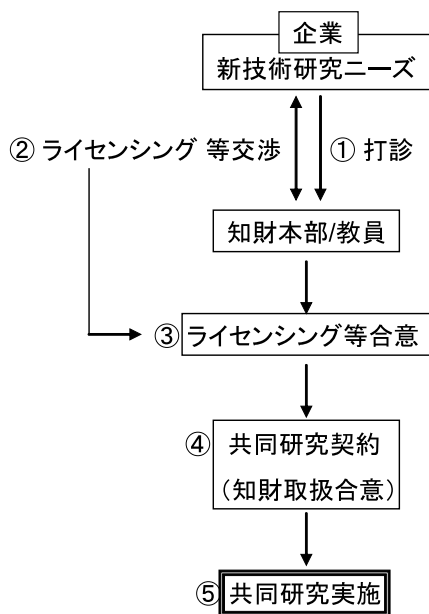 企業
新技術研究ニーズ
② ライセンシング 等交渉
① 打診
知財本部/教員
③ ライセンシング等合意
④ 共同研究契約
（知財取扱合意）
⑤ 共同研究実施